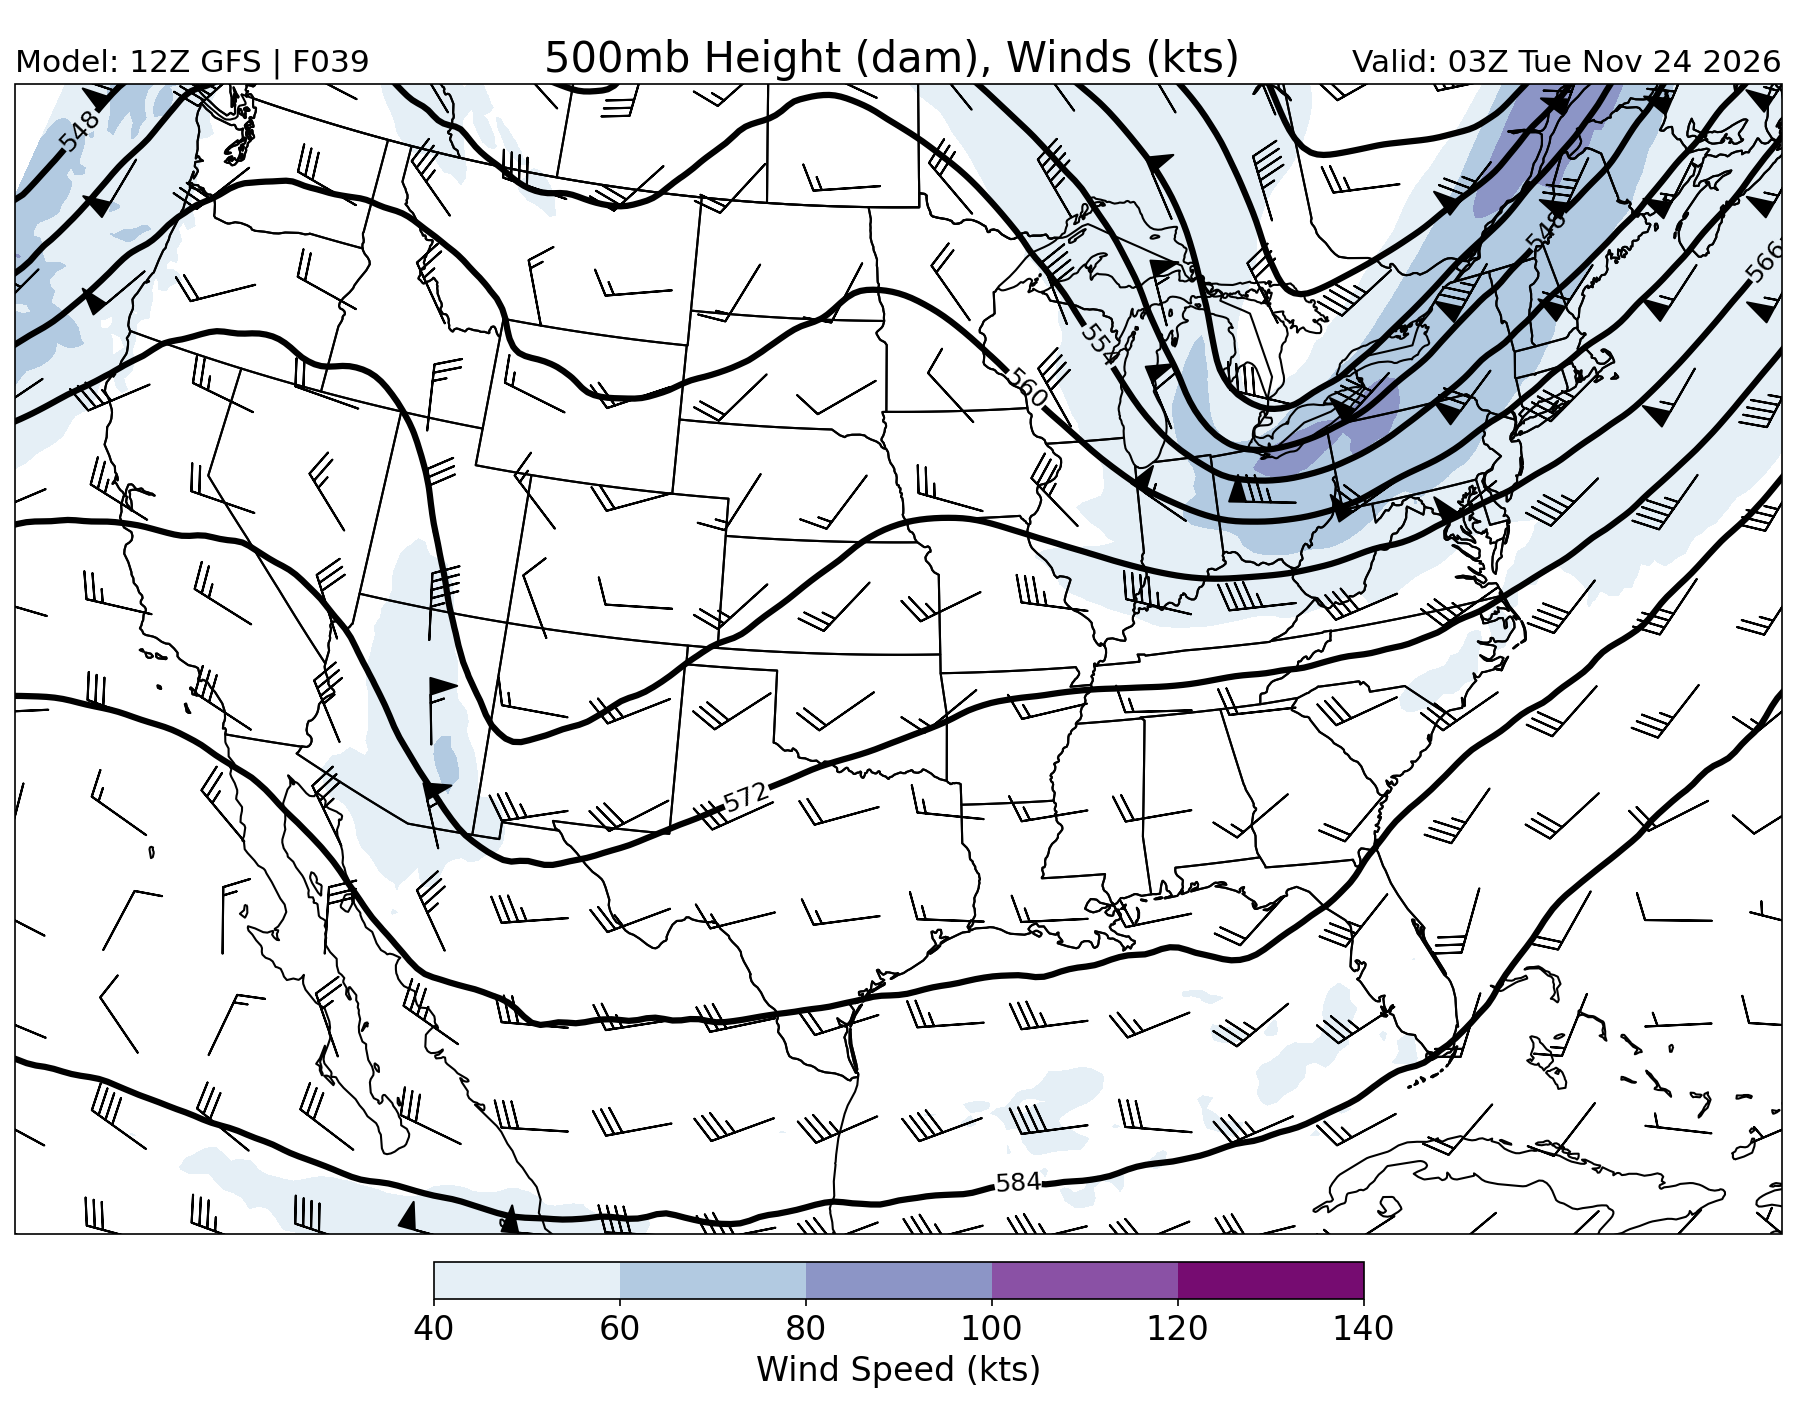 Model: 12Z GFS | F039
500mb Height (dam), Winds (kts)
Valid: 03Z Tue Nov 24 2026
548
548
566
554
560
572
584
40 60 80 100 120 140
Wind Speed (kts)